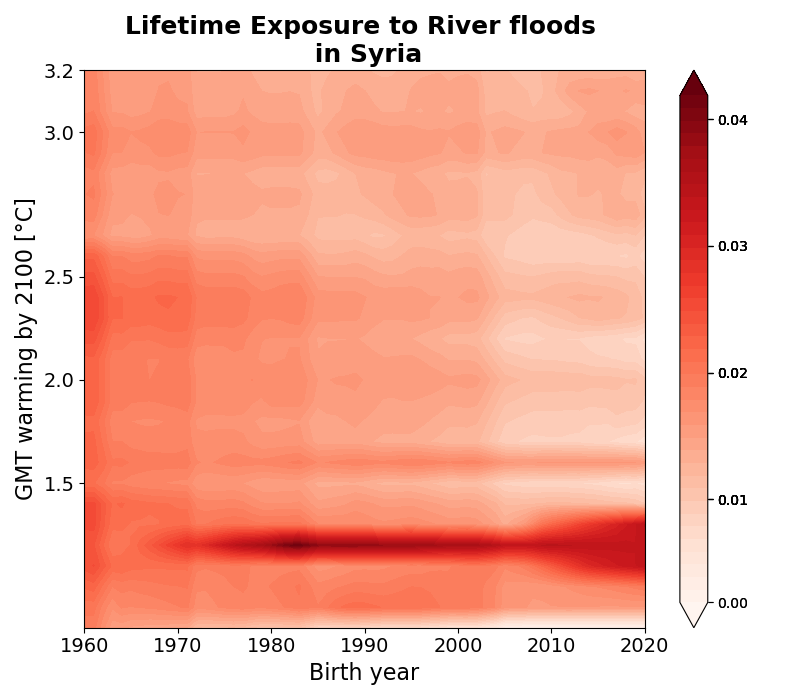 Lifetime Exposure to River floods
in Syria
3.2
3.0
2.5
2.0
1.5
GMT warming by 2100 [°C]
1960 1970 1980 1990 2000 2010 2020
Birth year
0.04
0.03
0.02
0.01
0.00